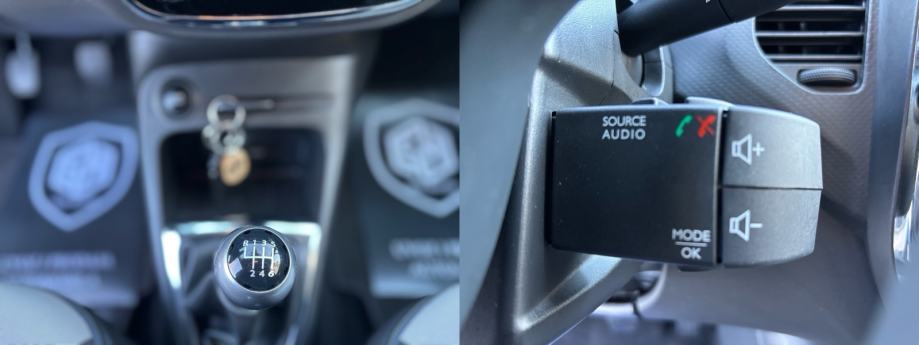 R 1 3 5
2 4 6
SOURCE
AUDIO
MODE
OK
+
-